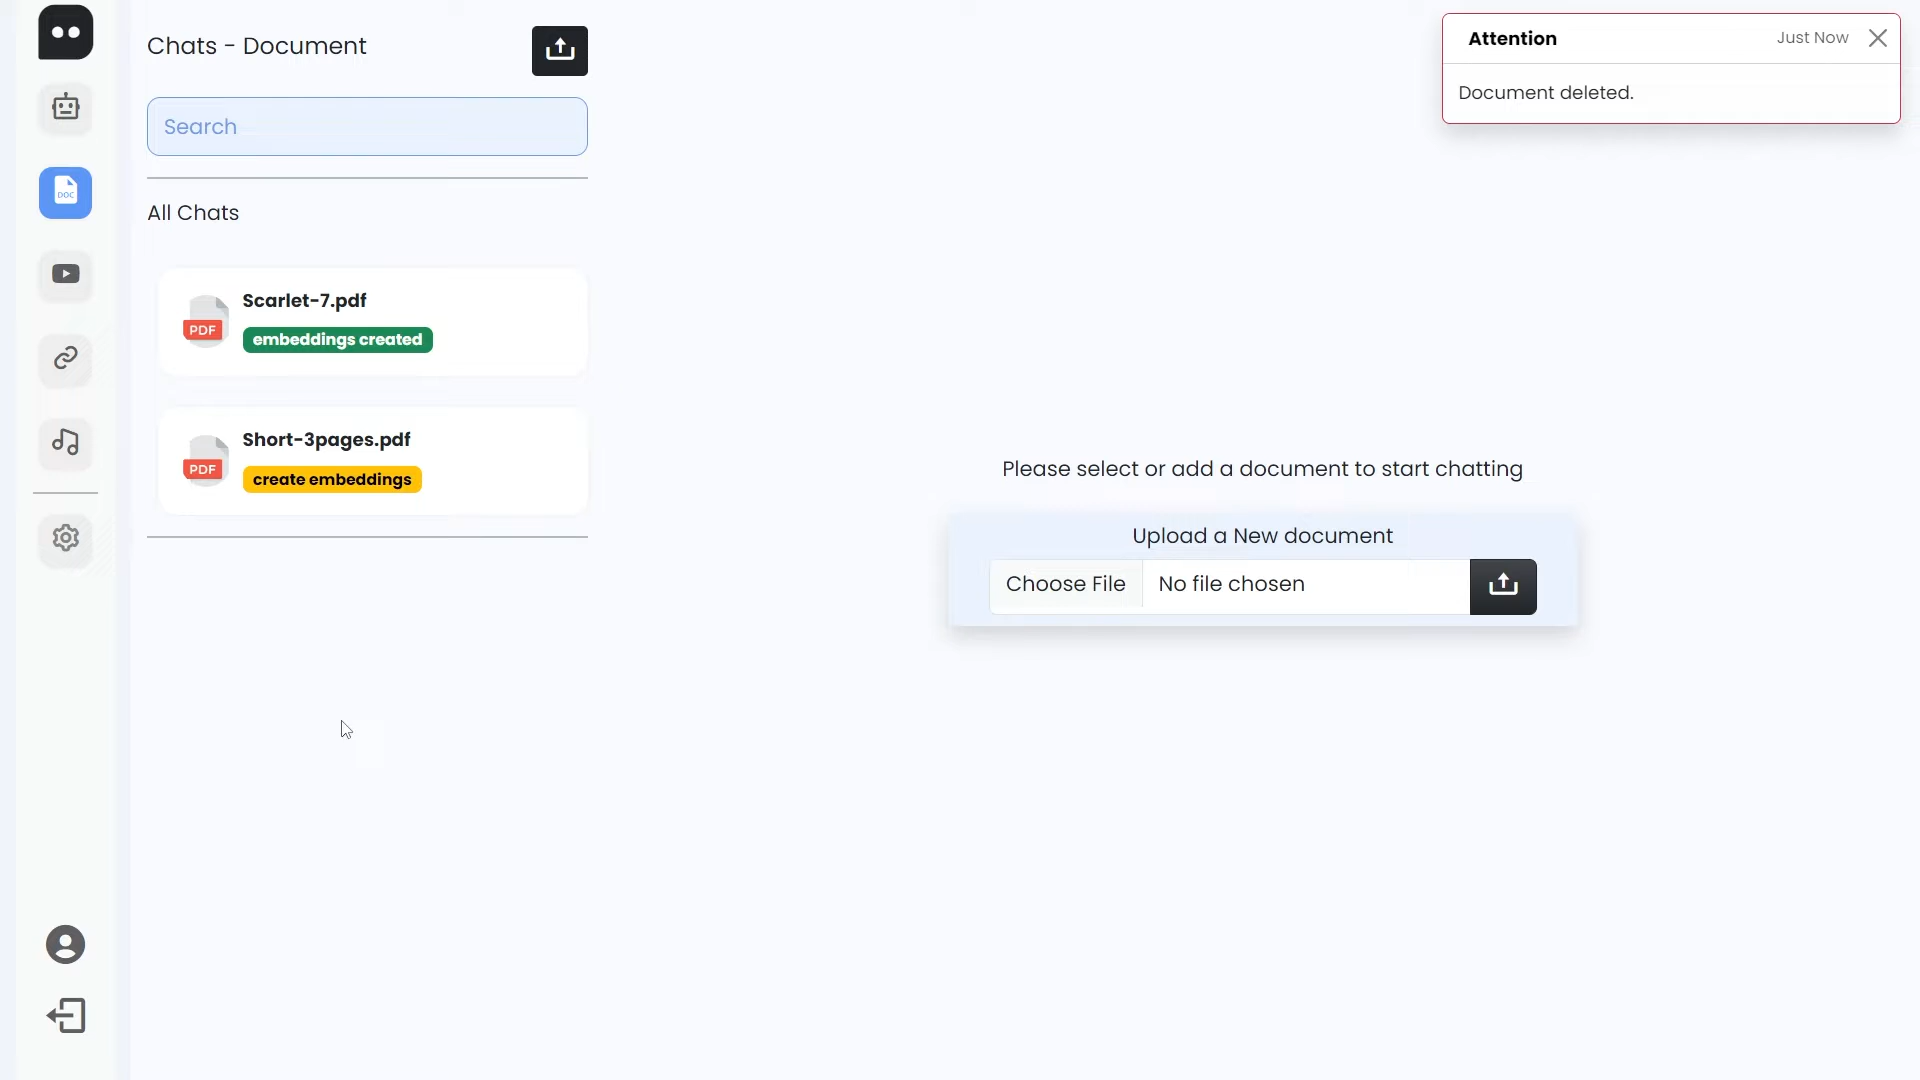 Chats - Document
Search
All Chats
Scarlet-7.pdf
PDF
embeddings created
Short-3pages.pdf
PDF
create embeddings
DOC
Attention
Just Now
Document deleted.
Please select or add a document to start chatting
Upload a New document
Choose File
No file chosen